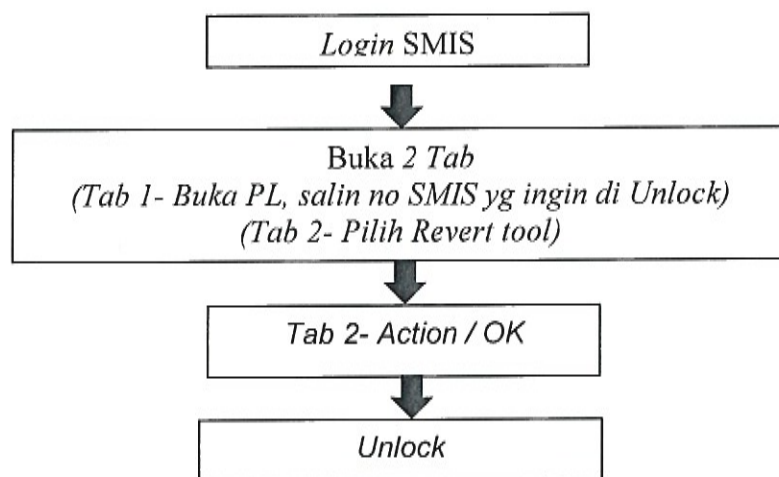 Login SMIS
Buka 2 Tab
(Tab 1- Buka PL, salin no SMIS yg ingin di Unlock)
(Tab 2- Pilih Revert tool)
Tab 2- Action / OK
Unlock